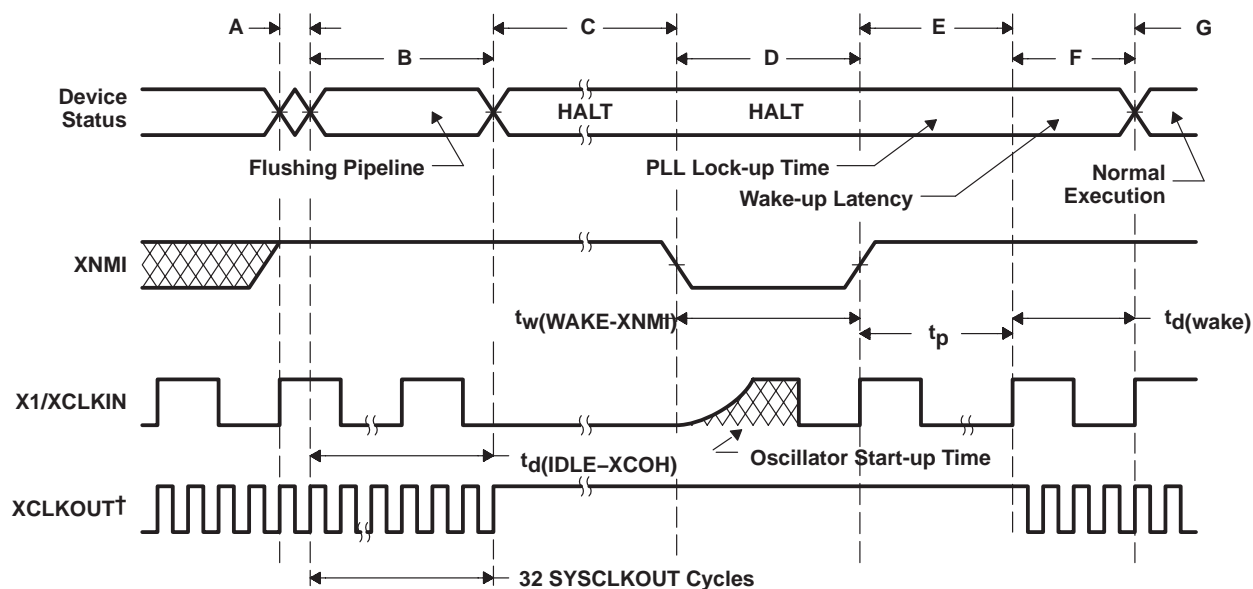 A
B
C
D
E
F
G
Device
Status
HALT
HALT
Flushing Pipeline
PLL Lock-up Time
Wake-up Latency
Normal
Execution
XNMI
tw(WAKE-XNMI)
tp
td(wake)
X1/XCLKIN
td(IDLE–XCOH)
Oscillator Start-up Time
XCLKOUT†
32 SYSCLKOUT Cycles